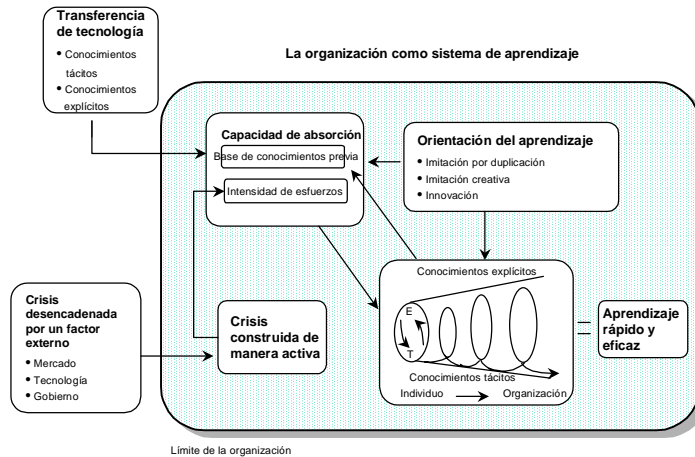 Transferencia
de tecnología
• Conocimientos
tácitos
• Conocimientos
explícitos
La organización como sistema de aprendizaje
Capacidad de absorción
Base de conocimientos previa
Intensidad de esfuerzos
Orientación del aprendizaje
• Imitación por duplicación
• Imitación creativa
• Innovación
Crisis
desencadenada
por un factor
externo
• Mercado
• Tecnología
• Gobierno
Crisis
construida de
manera activa
Conocimientos explícitos
E
T
Conocimientos tácitos
Individuo Organización
Aprendizaje
rápido y
eficaz
Límite de la organización